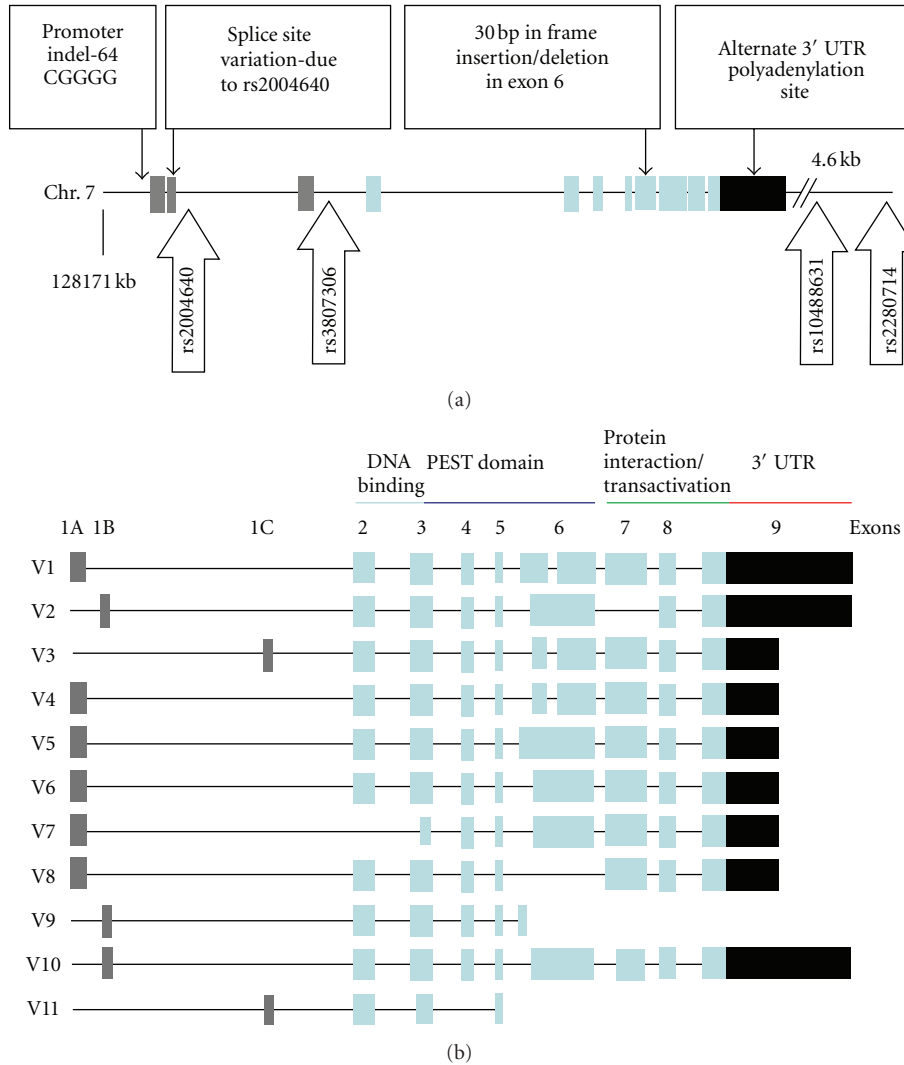 Promoter
indel-64
CGGGG
Splice site
variation-due
to rs2004640
30 bp in frame
insertion/deletion
in exon 6
Alternate 3′ UTR
polyadenylation
site
4.6 kb
Chr. 7
128171 kb
rs2004640
rs3807306
rs10488631
rs2280714
(a)
DNA
binding
PEST domain
Protein
interaction/
transactivation
3′ UTR
1A 1B 1C 2 3 4 5 6 7 8 9 Exons
V1
V2
V3
V4
V5
V6
V7
V8
V9
V10
V11
(b)